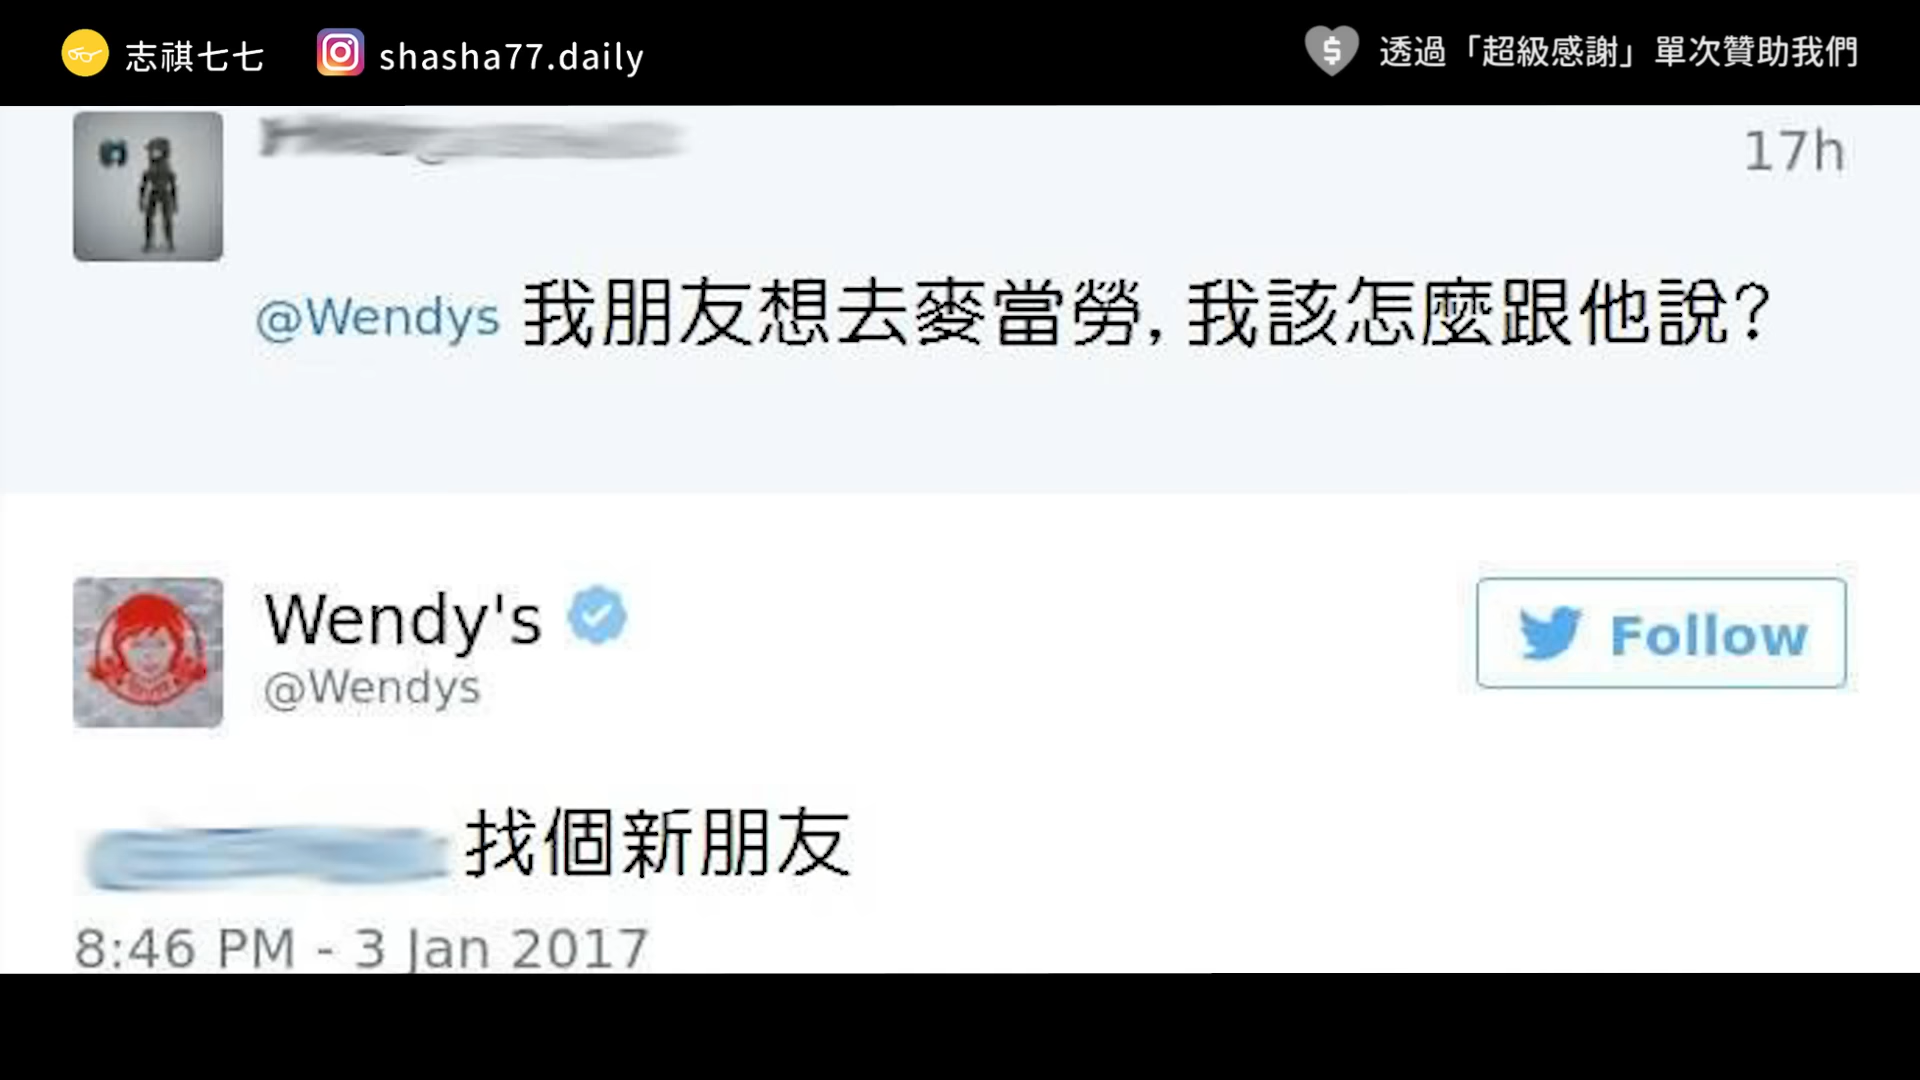 志祺七七 shasha77.daily 透過「超級感謝」單次贊助我們
17h
@Wendys 我朋友想去麥當勞, 我該怎麼跟他說?
Wendy's
@Wendys
Follow
找個新朋友
8:46 PM - 3 Jan 2017